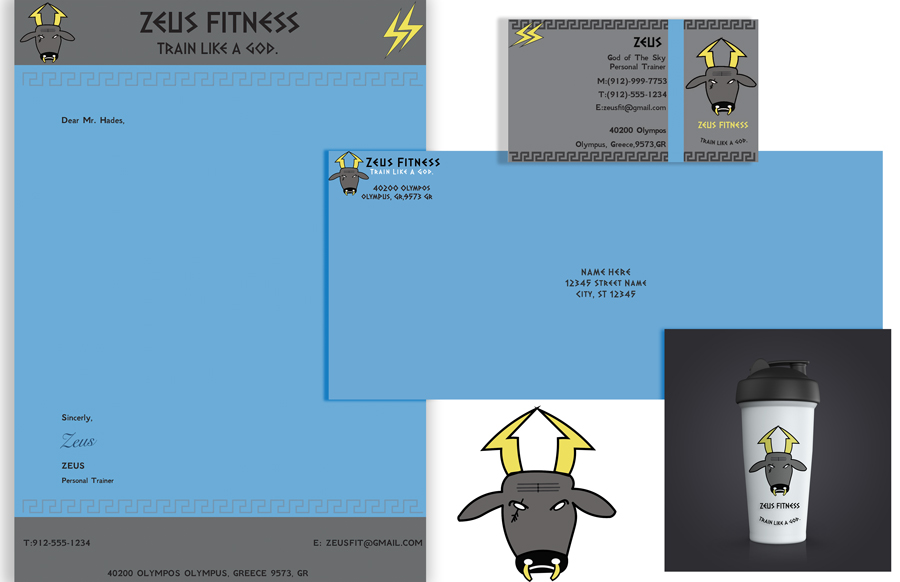 ZEUS FITNESS
TRAIN LIKE A GOD.
Dear Mr. Hades,
Sincerely,
Zeus
ZEUS
Personal Trainer
T:912-555-1234
E: ZEUSFIT@GMAIL.COM
40200 OLYMPOS OLYMPUS, GREECE 9573, GR
ZEUS
God of The Sky
Personal Trainer
M:(912)-999-7753
T:(912)-555-1234
E:zeusfit@gmail.com
40200 Olympos
Olympus, Greece,9573,GR
ZEUS FITNESS
TRAIN LIKE A GOD.
ZEUS FITNESS
TRAIN LIKE A GOD.
40200 OLYMPOS
OLYMPUS, GR,9573 GR
NAME HERE
12345 STREET NAME
CITY, ST 12345
ZEUS FITNESS
TRAIN LIKE A GOD.